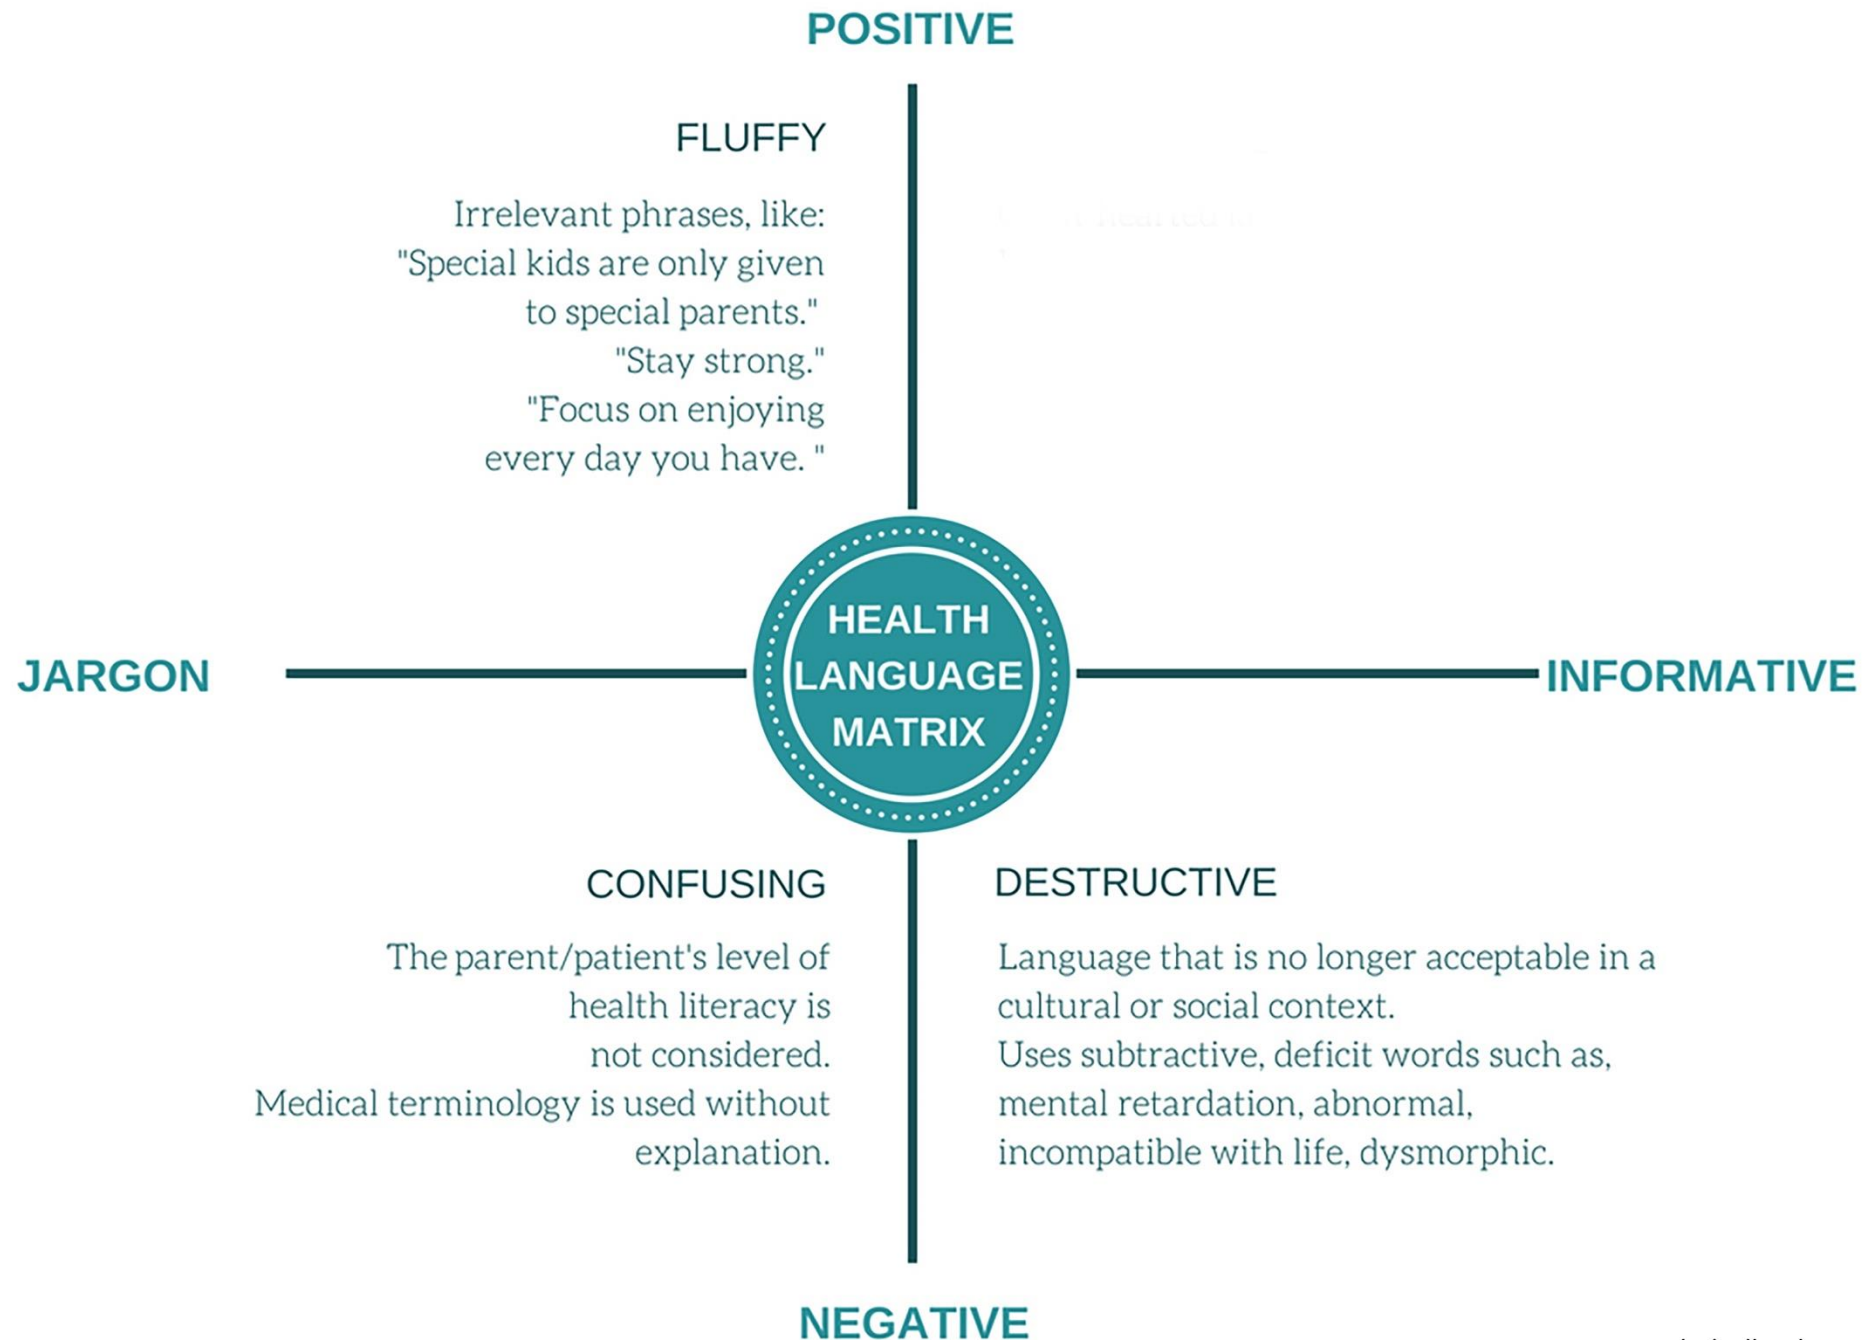 POSITIVE
FLUFFY
Irrelevant phrases, like:
"Special kids are only given
to special parents."
"Stay strong."
"Focus on enjoying
every day you have. "
HEALTH
LANGUAGE
MATRIX
JARGON
INFORMATIVE
CONFUSING
The parent/patient's level of
health literacy is
not considered.
Medical terminology is used without
explanation.
DESTRUCTIVE
Language that is no longer acceptable in a
cultural or social context.
Uses subtractive, deficit words such as,
mental retardation, abnormal,
incompatible with life, dysmorphic.
NEGATIVE